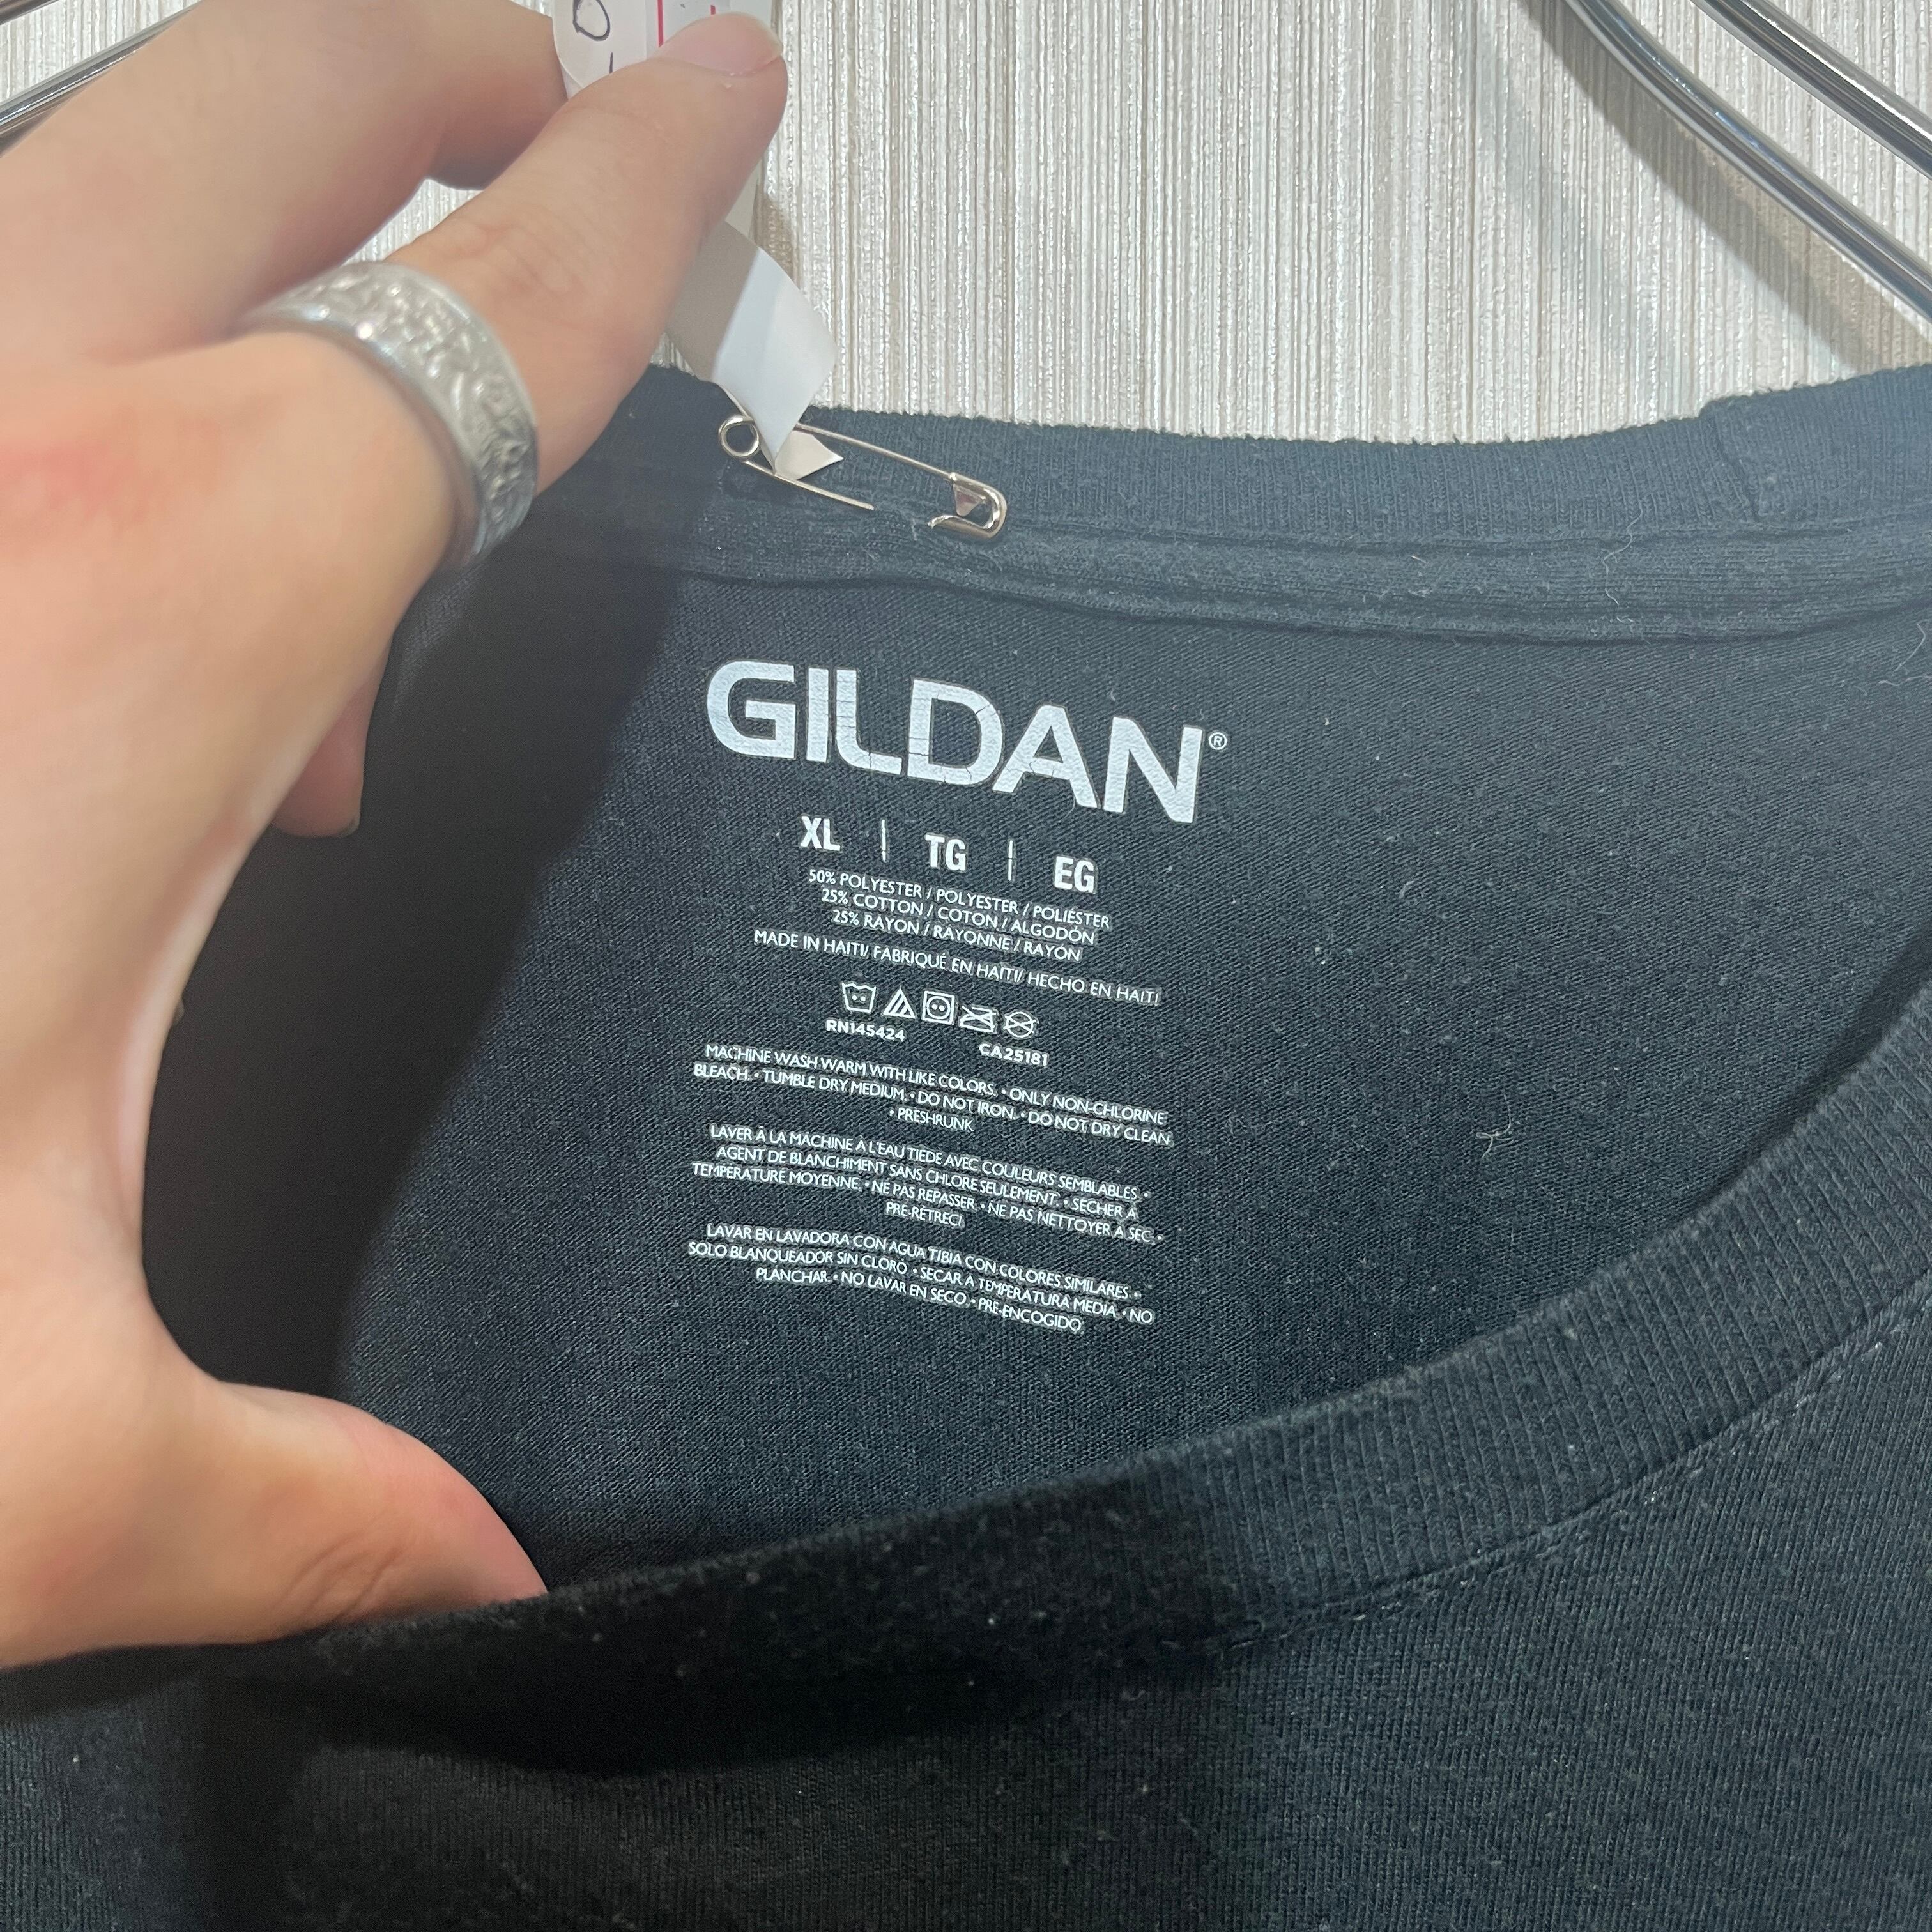 GILDAN®
XL | TG | EG
50% POLYESTER / POLYESTER / POLIÉSTER
25% COTTON / COTON / ALGODÓN
25% RAYON / RAYONNE / RAYÓN
MADE IN HAITI/ FABRIQUÉ EN HAÏTI/ HECHO EN HAITÍ
RN145424 CA25181
MACHINE WASH WARM WITH LIKE COLORS. • ONLY NON-CHLORINE
BLEACH. • TUMBLE DRY MEDIUM. • DO NOT IRON. • DO NOT DRY CLEAN.
• PRESHRUNK
LAVER À LA MACHINE À L'EAU TIÈDE AVEC COULEURS SEMBLABLES. •
AGENT DE BLANCHIMENT SANS CHLORE SEULEMENT. • SÉCHER À
TEMPÉRATURE MOYENNE. • NE PAS REPASSER. • NE PAS NETTOYER À SEC. •
PRÉ-RÉTRÉCI
LAVAR EN LAVADORA CON AGUA TIBIA CON COLORES SIMILARES. •
SOLO BLANQUEADOR SIN CLORO. • SECAR A TEMPERATURA MEDIA. • NO
PLANCHAR. • NO LAVAR EN SECO. • PRE-ENCOGIDO